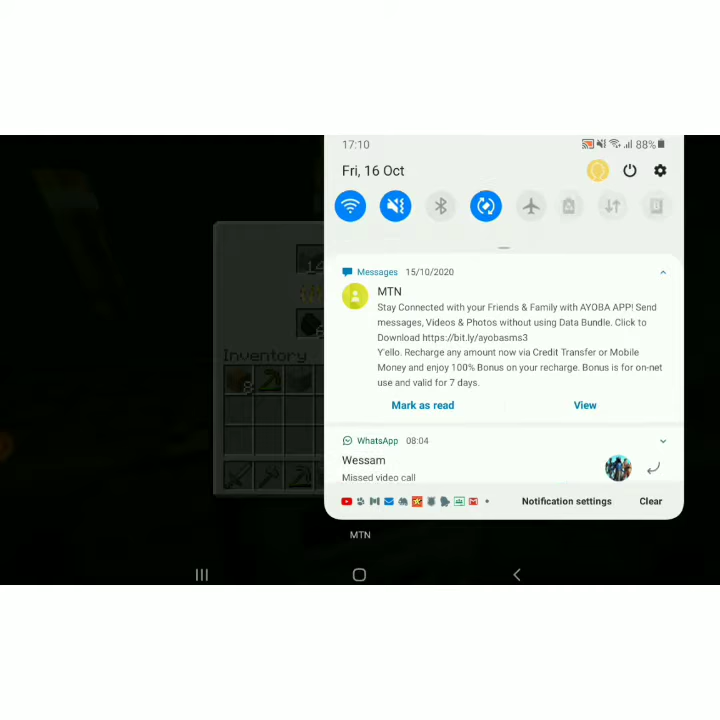 17:10
88%
Fri, 16 Oct
Messages 15/10/2020
MTN
Stay Connected with your Friends & Family with AYOBA APP! Send
messages, Videos & Photos without using Data Bundle. Click to
Download https://bit.ly/ayobasms3
Y'ello. Recharge any amount now via Credit Transfer or Mobile
Money and enjoy 100% Bonus on your recharge. Bonus is for on-net
use and valid for 7 days.
Mark as read
View
WhatsApp 08:04
Wessam
Missed video call
Notification settings
Clear
14
Inventory
8
MTN